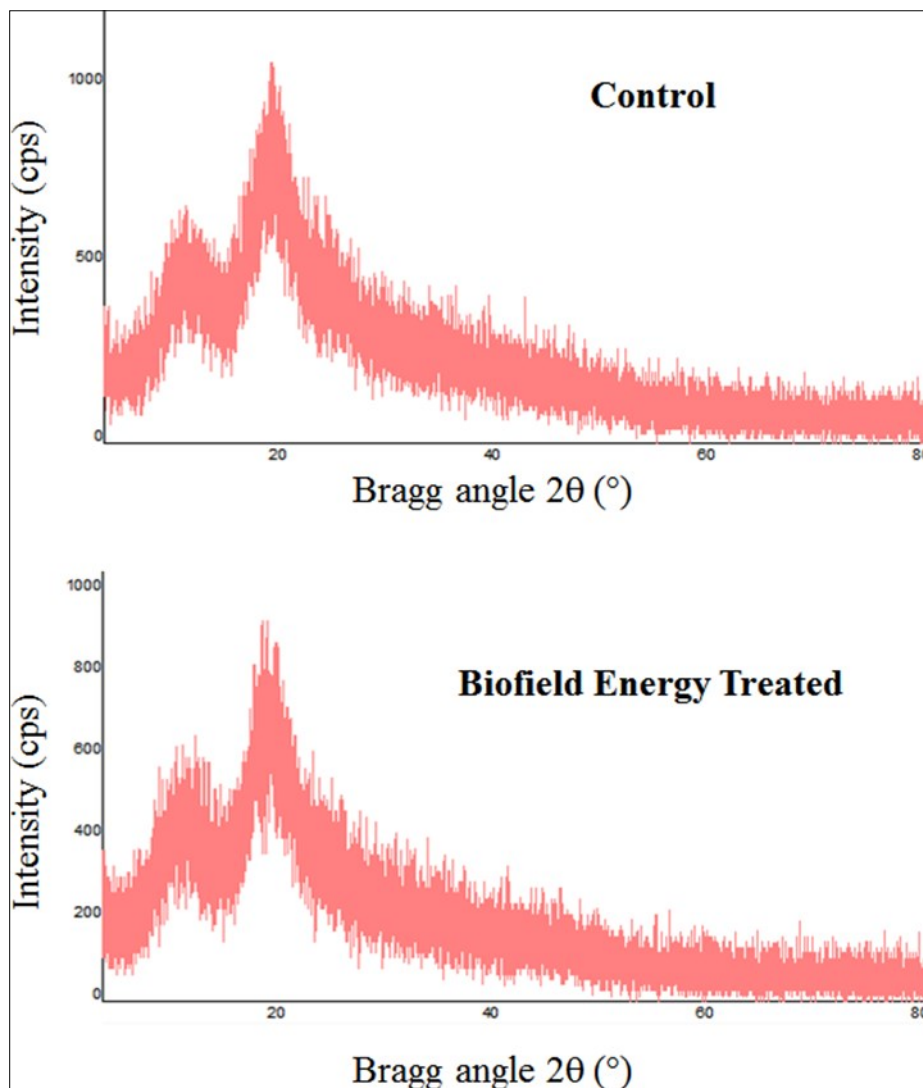 1000
Control
Intensity (cps)
500
0
20 40 60 80
Bragg angle 2θ (°)
1000
800
Biofield Energy Treated
600
Intensity (cps)
400
200
0
20 40 60 80
Bragg angle 2θ (°)